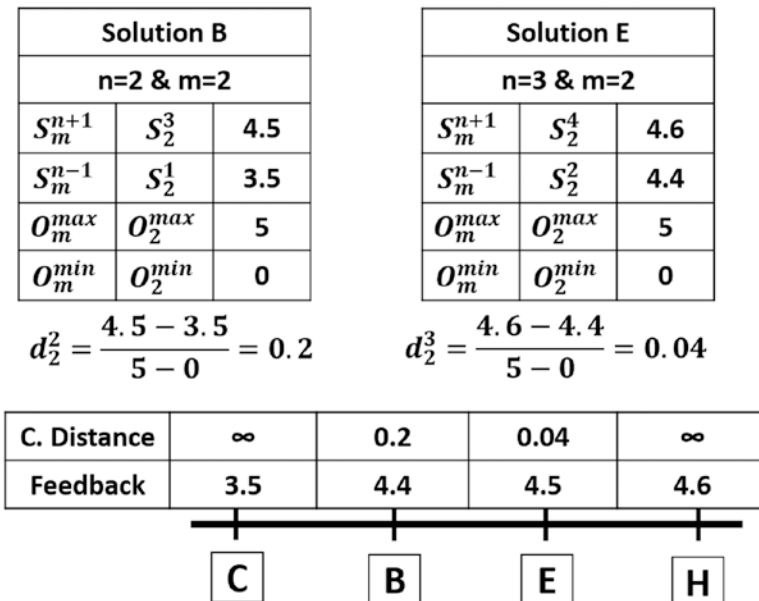 Solution B
n=2 & m=2
S_m^{n+1} S_2^3 4.5
S_m^{n-1} S_2^1 3.5
O_m^{max} O_2^{max} 5
O_m^{min} O_2^{min} 0
d_2^2 = \frac{4.5 - 3.5}{5 - 0} = 0.2
Solution E
n=3 & m=2
S_m^{n+1} S_2^4 4.6
S_m^{n-1} S_2^2 4.4
O_m^{max} O_2^{max} 5
O_m^{min} O_2^{min} 0
d_2^3 = \frac{4.6 - 4.4}{5 - 0} = 0.04
C. Distance ∞ 0.2 0.04 ∞
Feedback 3.5 4.4 4.5 4.6
C B E H